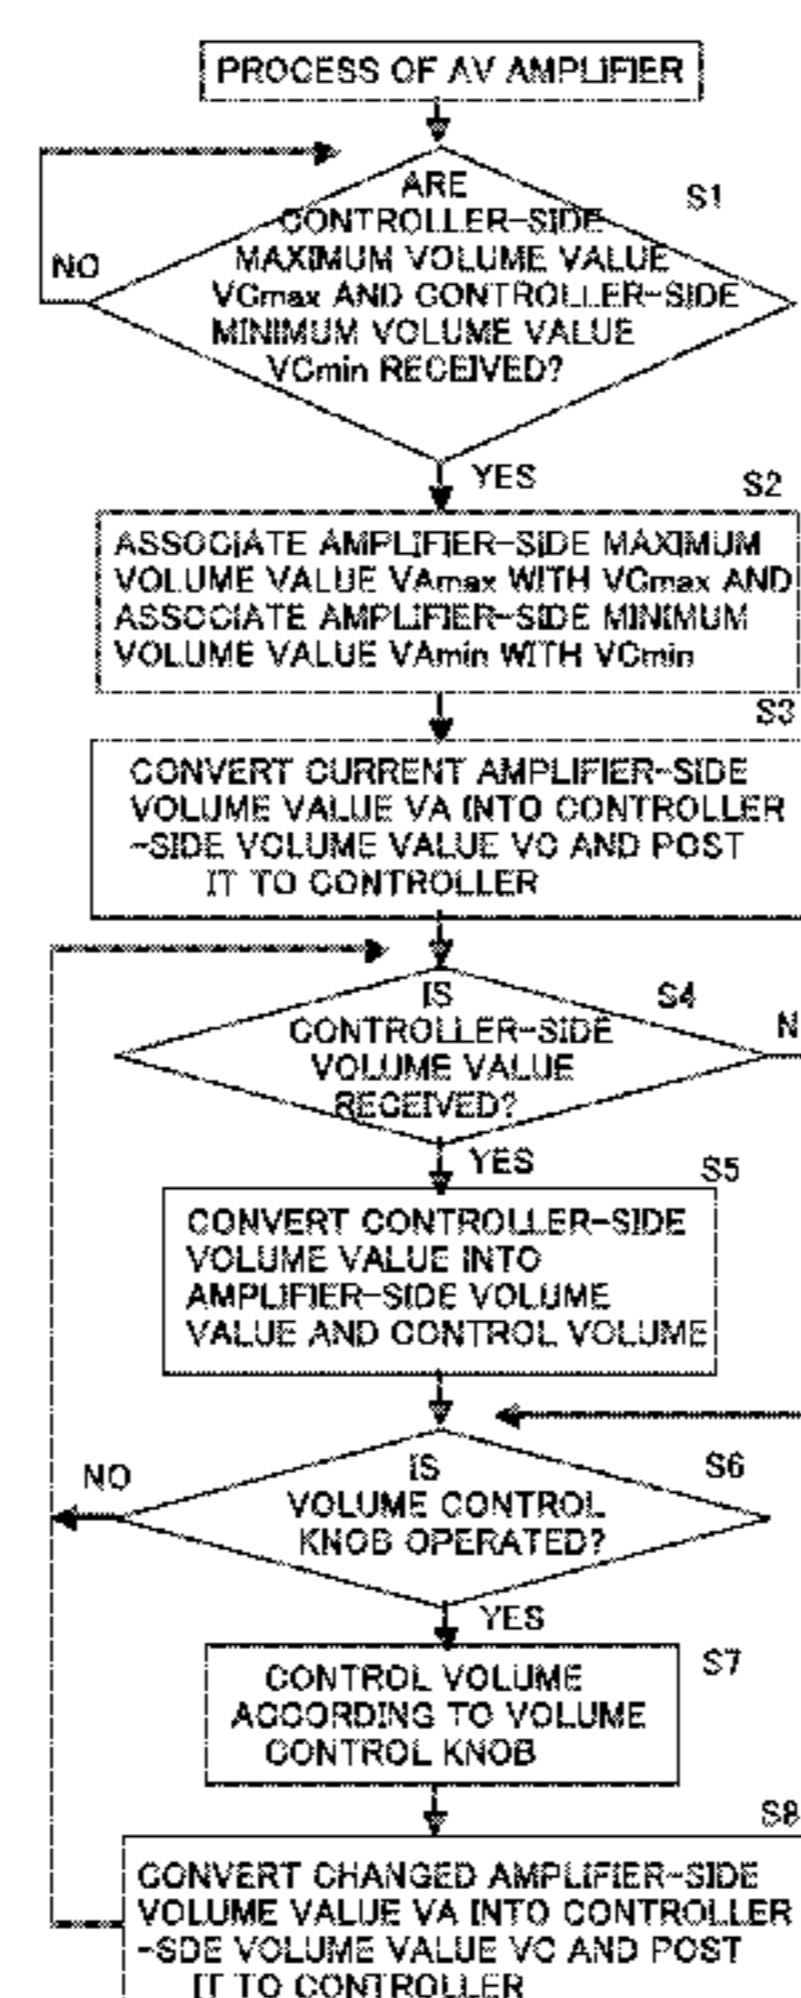 PROCESS OF AV AMPLIFIER
S1
ARE
CONTROLLER-SIDE
MAXIMUM VOLUME VALUE
VCmax AND CONTROLLER-SIDE
MINIMUM VOLUME VALUE
VCmin RECEIVED?
NO
YES
S2
ASSOCIATE AMPLIFIER-SIDE MAXIMUM
VOLUME VALUE VAmax WITH VCmax AND
ASSOCIATE AMPLIFIER-SIDE MINIMUM
VOLUME VALUE VAmin WITH VCmin
S3
CONVERT CURRENT AMPLIFIER-SIDE
VOLUME VALUE VA INTO CONTROLLER
-SIDE VOLUME VALUE VC AND POST
IT TO CONTROLLER
S4
IS
CONTROLLER-SIDE
VOLUME VALUE
RECEIVED?
N
YES
S5
CONVERT CONTROLLER-SIDE
VOLUME VALUE INTO
AMPLIFIER-SIDE VOLUME
VALUE AND CONTROL VOLUME
S6
IS
VOLUME CONTROL
KNOB OPERATED?
NO
YES
S7
CONTROL VOLUME
ACCORDING TO VOLUME
CONTROL KNOB
S8
CONVERT CHANGED AMPLIFIER-SIDE
VOLUME VALUE VA INTO CONTROLLER
-SDE VOLUME VALUE VC AND POST
IT TO CONTROLLER